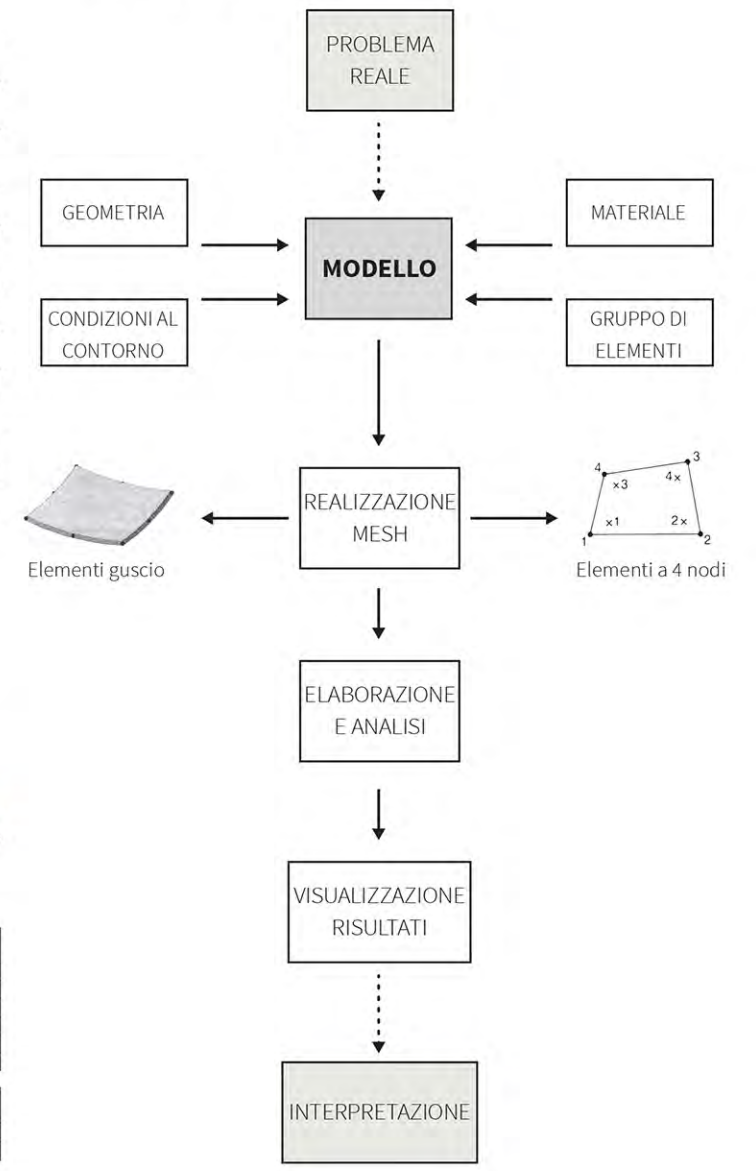 PROBLEMA
REALE
GEOMETRIA
MATERIALE
MODELLO
CONDIZIONI AL
CONTORNO
GRUPPO DI
ELEMENTI
REALIZZAZIONE
MESH
4
3
×3
4×
×1
2×
1
2
Elementi guscio
Elementi a 4 nodi
ELABORAZIONE
E ANALISI
VISUALIZZAZIONE
RISULTATI
INTERPRETAZIONE